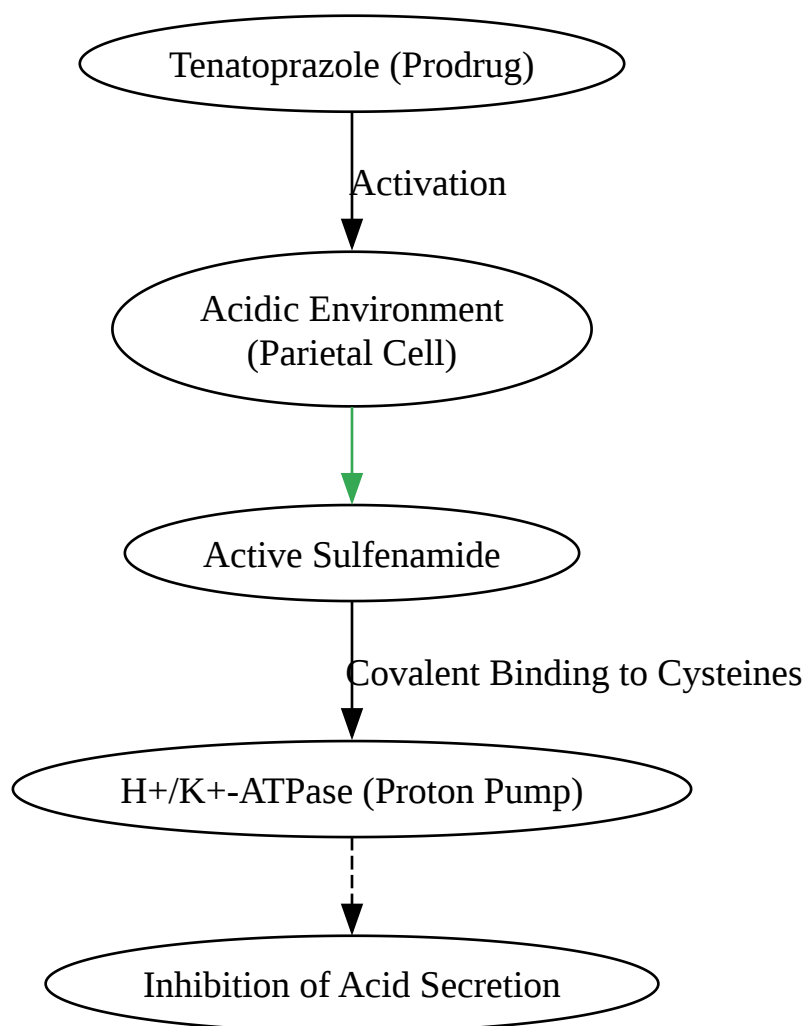 Tenatoprazole (Prodrug)
Activation
Acidic Environment
(Parietal Cell)
Active Sulfenamide
Covalent Binding to Cysteines
H+/K+-ATPase (Proton Pump)
Inhibition of Acid Secretion